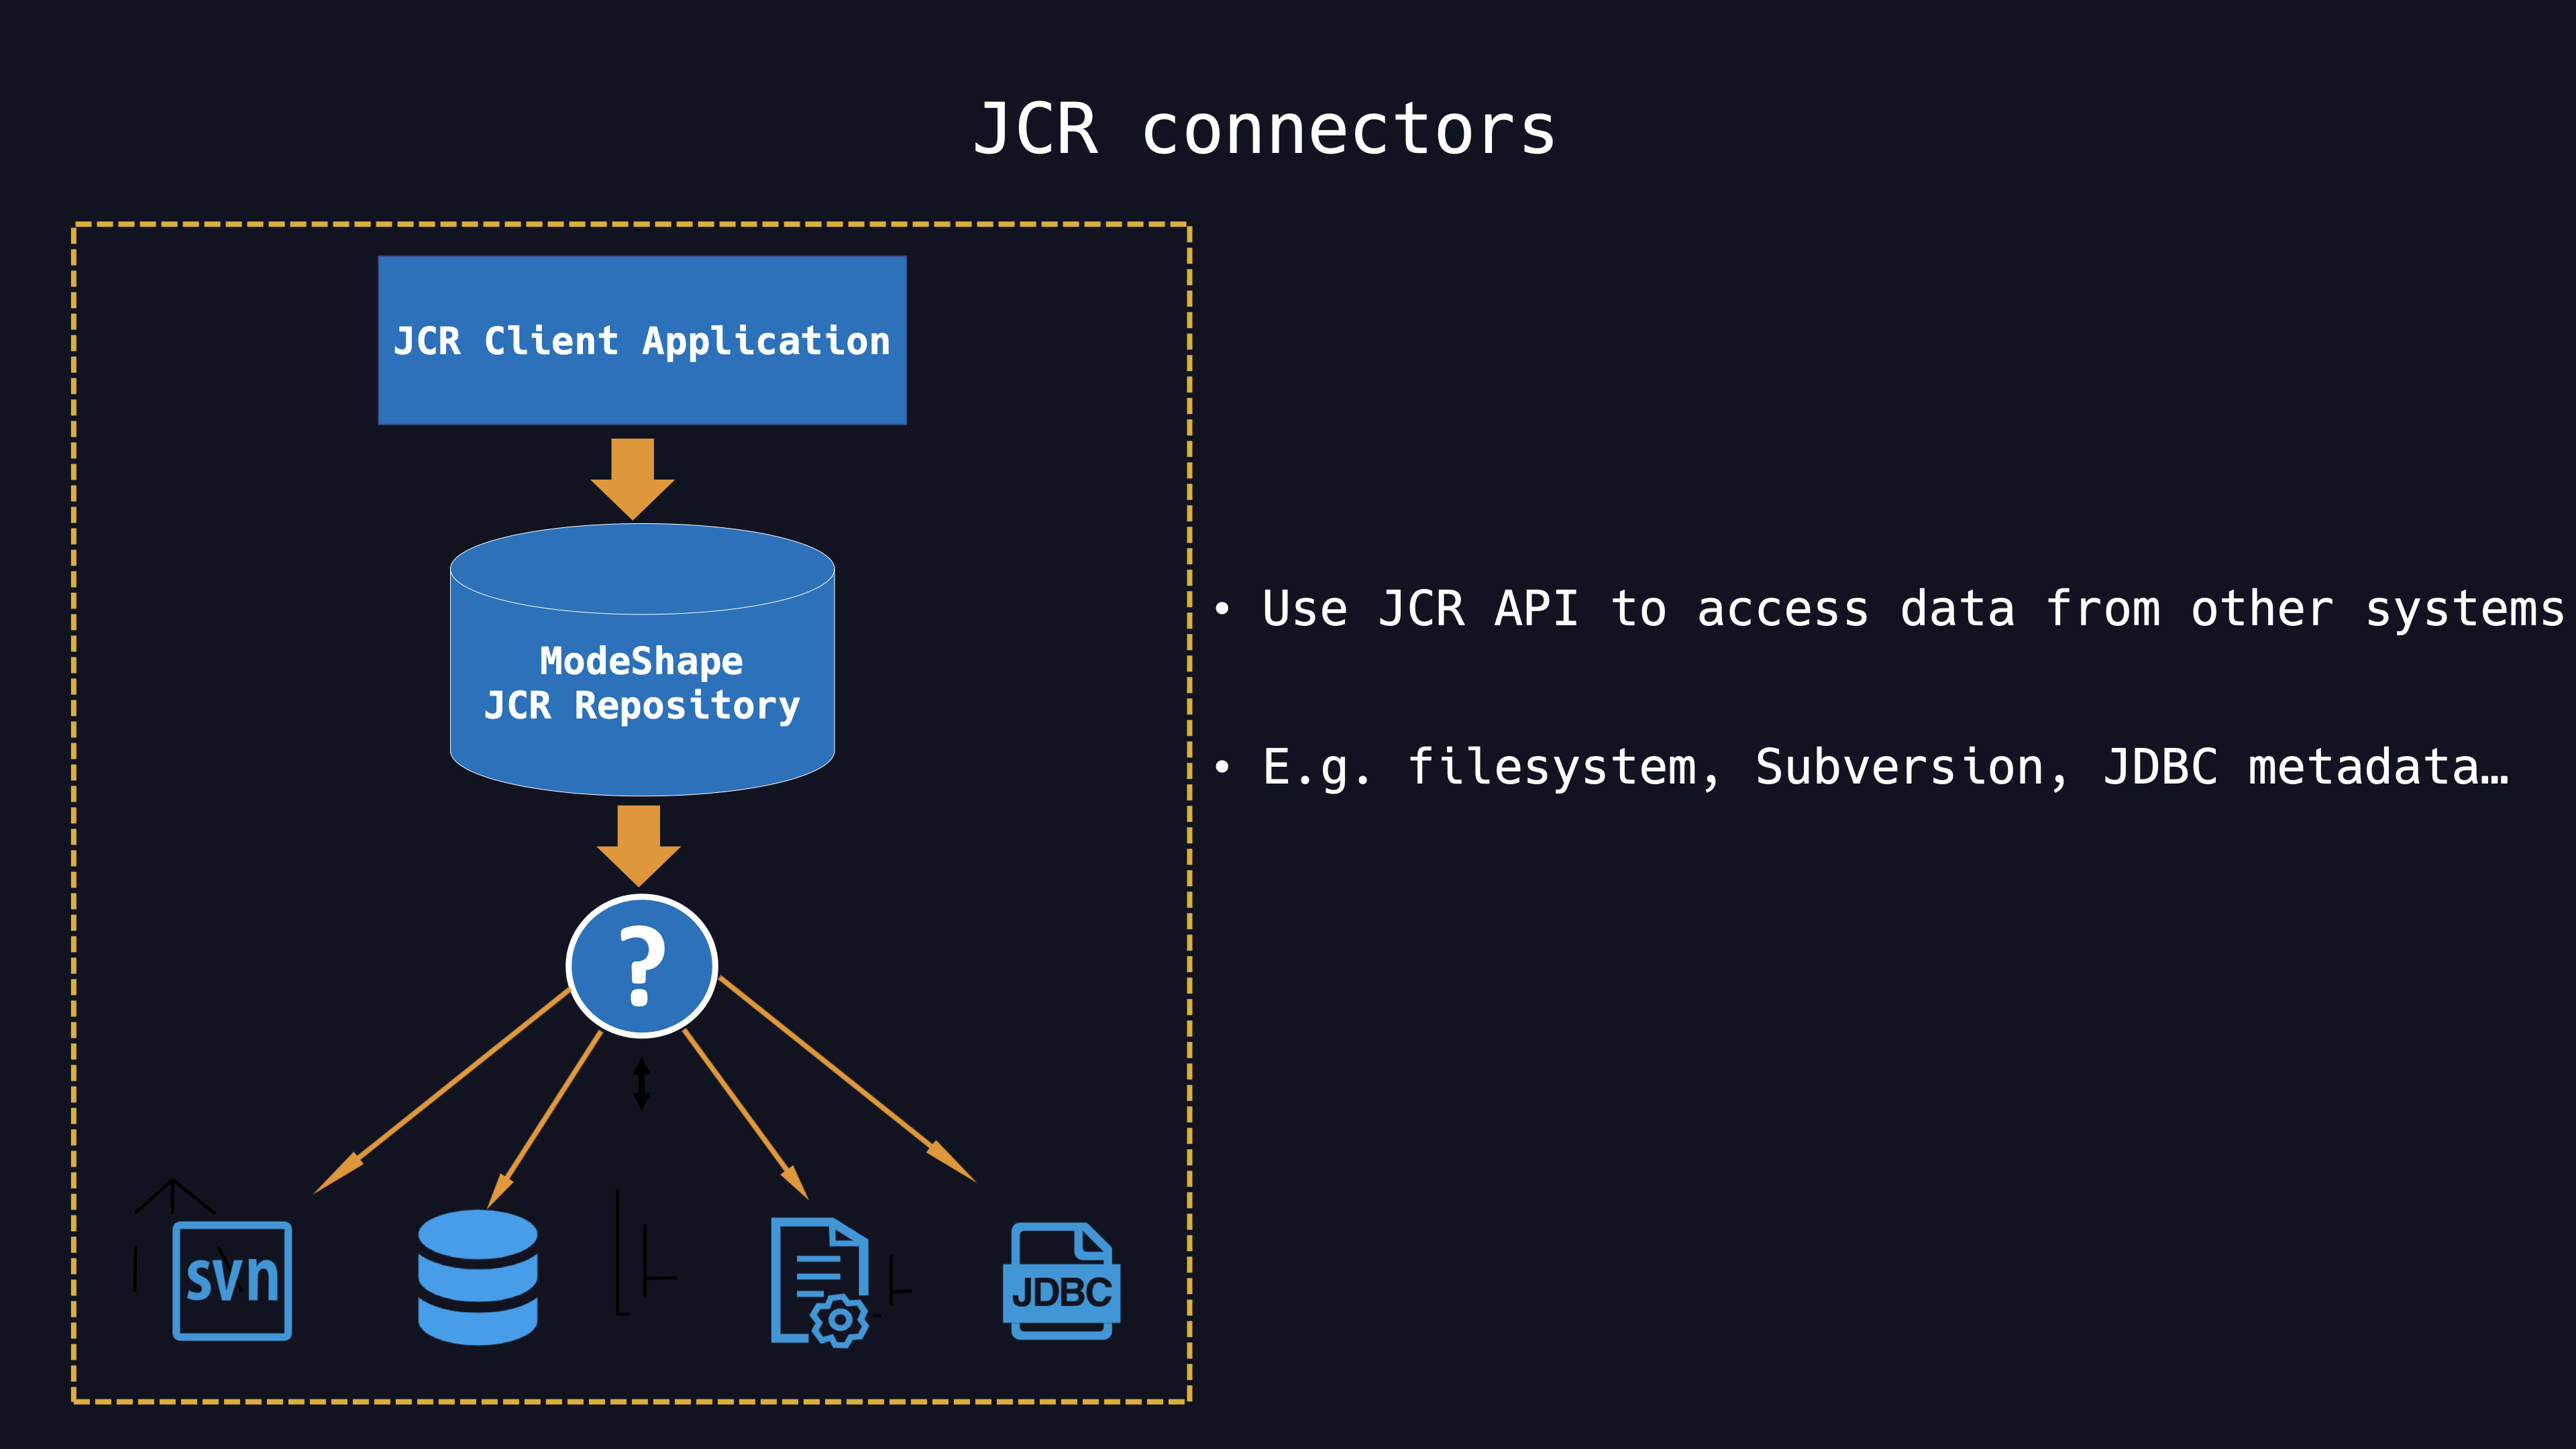 JCR connectors
JCR Client Application
ModeShape
JCR Repository
?
svn
JDBC
• Use JCR API to access data from other systems
• E.g. filesystem, Subversion, JDBC metadata…